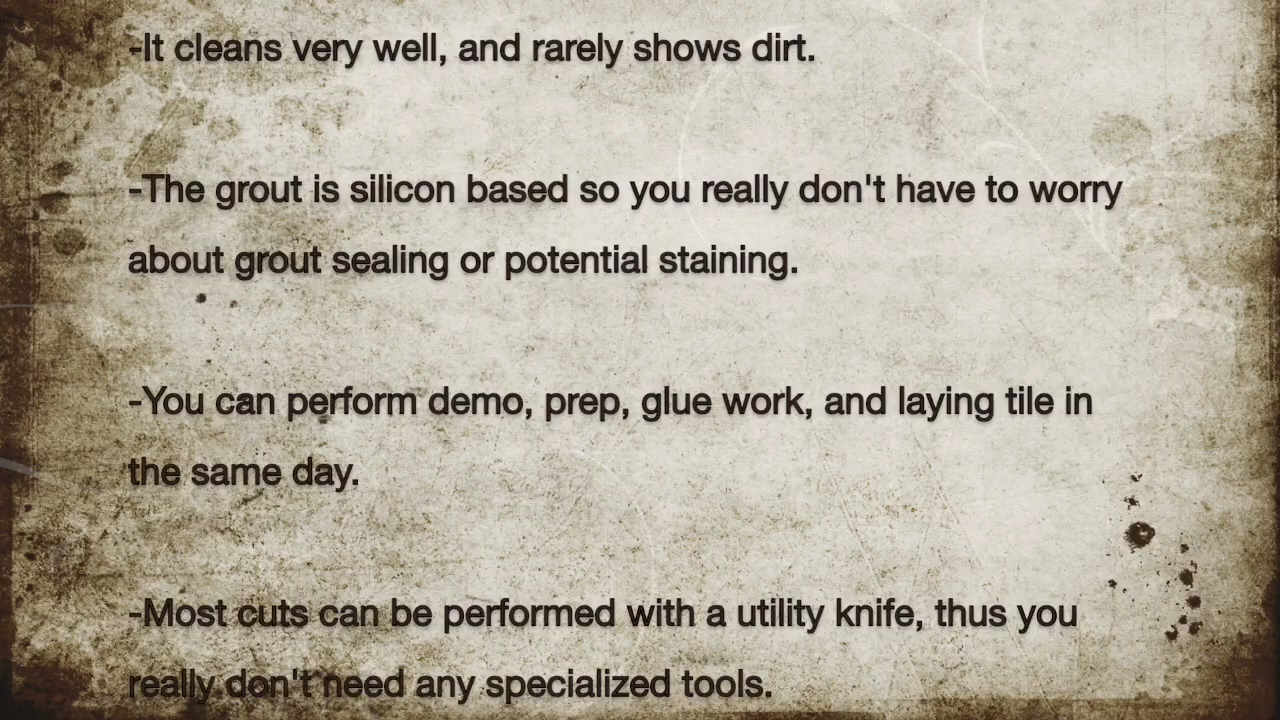 -It cleans very well, and rarely shows dirt.
-The grout is silicon based so you really don't have to worry
about grout sealing or potential staining.
-You can perform demo, prep, glue work, and laying tile in
the same day.
-Most cuts can be performed with a utility knife, thus you
really don't need any specialized tools.